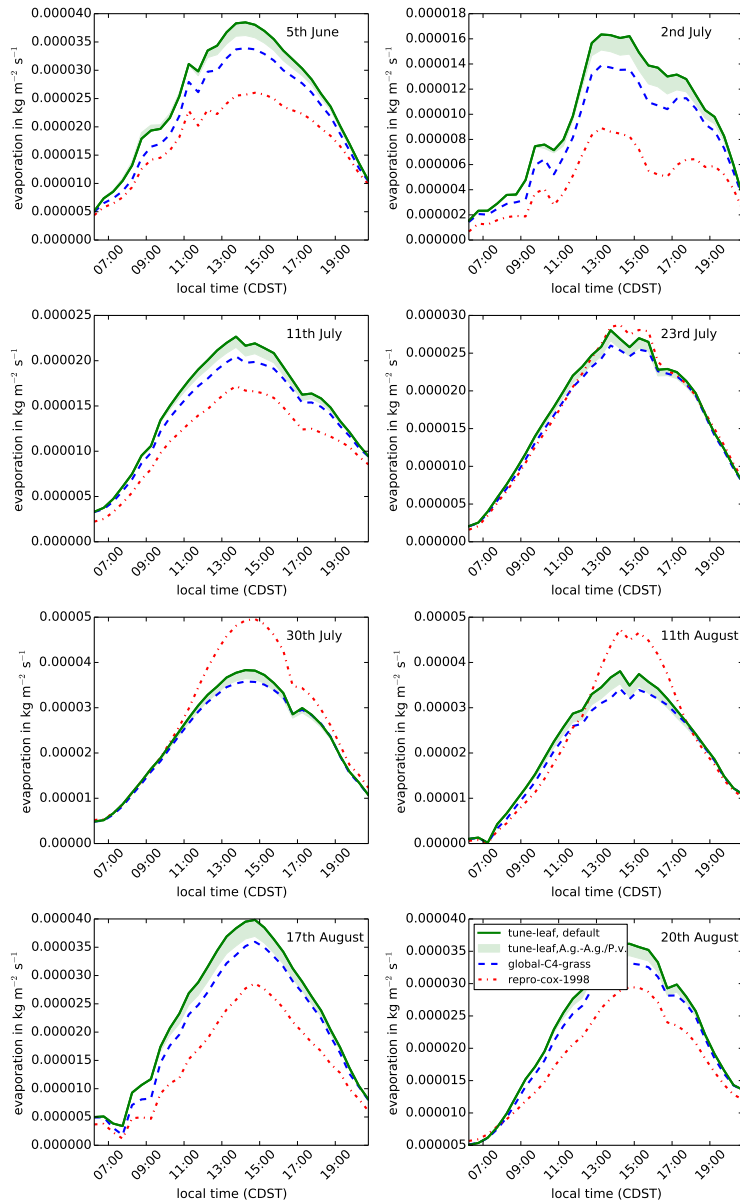 5th June
0.000040
0.000035
0.000030
0.000025
0.000020
0.000015
0.000010
0.000005
0.000000
evaporation in kg m−2 s−1
07:00 09:00 11:00 13:00 15:00 17:00 19:00
local time (CDST)
2nd July
0.000018
0.000016
0.000014
0.000012
0.000010
0.000008
0.000006
0.000004
0.000002
0.000000
evaporation in kg m−2 s−1
07:00 09:00 11:00 13:00 15:00 17:00 19:00
local time (CDST)
11th July
0.000025
0.000020
0.000015
0.000010
0.000005
0.000000
evaporation in kg m−2 s−1
07:00 09:00 11:00 13:00 15:00 17:00 19:00
local time (CDST)
23rd July
0.000030
0.000025
0.000020
0.000015
0.000010
0.000005
0.000000
evaporation in kg m−2 s−1
07:00 09:00 11:00 13:00 15:00 17:00 19:00
local time (CDST)
30th July
0.00005
0.00004
0.00003
0.00002
0.00001
0.00000
evaporation in kg m−2 s−1
07:00 09:00 11:00 13:00 15:00 17:00 19:00
local time (CDST)
11th August
0.00005
0.00004
0.00003
0.00002
0.00001
0.00000
evaporation in kg m−2 s−1
07:00 09:00 11:00 13:00 15:00 17:00 19:00
local time (CDST)
17th August
0.000040
0.000035
0.000030
0.000025
0.000020
0.000015
0.000010
0.000005
0.000000
evaporation in kg m−2 s−1
07:00 09:00 11:00 13:00 15:00 17:00 19:00
local time (CDST)
20th August
tune-leaf, default
tune-leaf,A.g.-A.g./P.v.
global-C4-grass
repro-cox-1998
0.000040
0.000035
0.000030
0.000025
0.000020
0.000015
0.000010
0.000005
evaporation in kg m−2 s−1
07:00 09:00 11:00 13:00 15:00 17:00 19:00
local time (CDST)